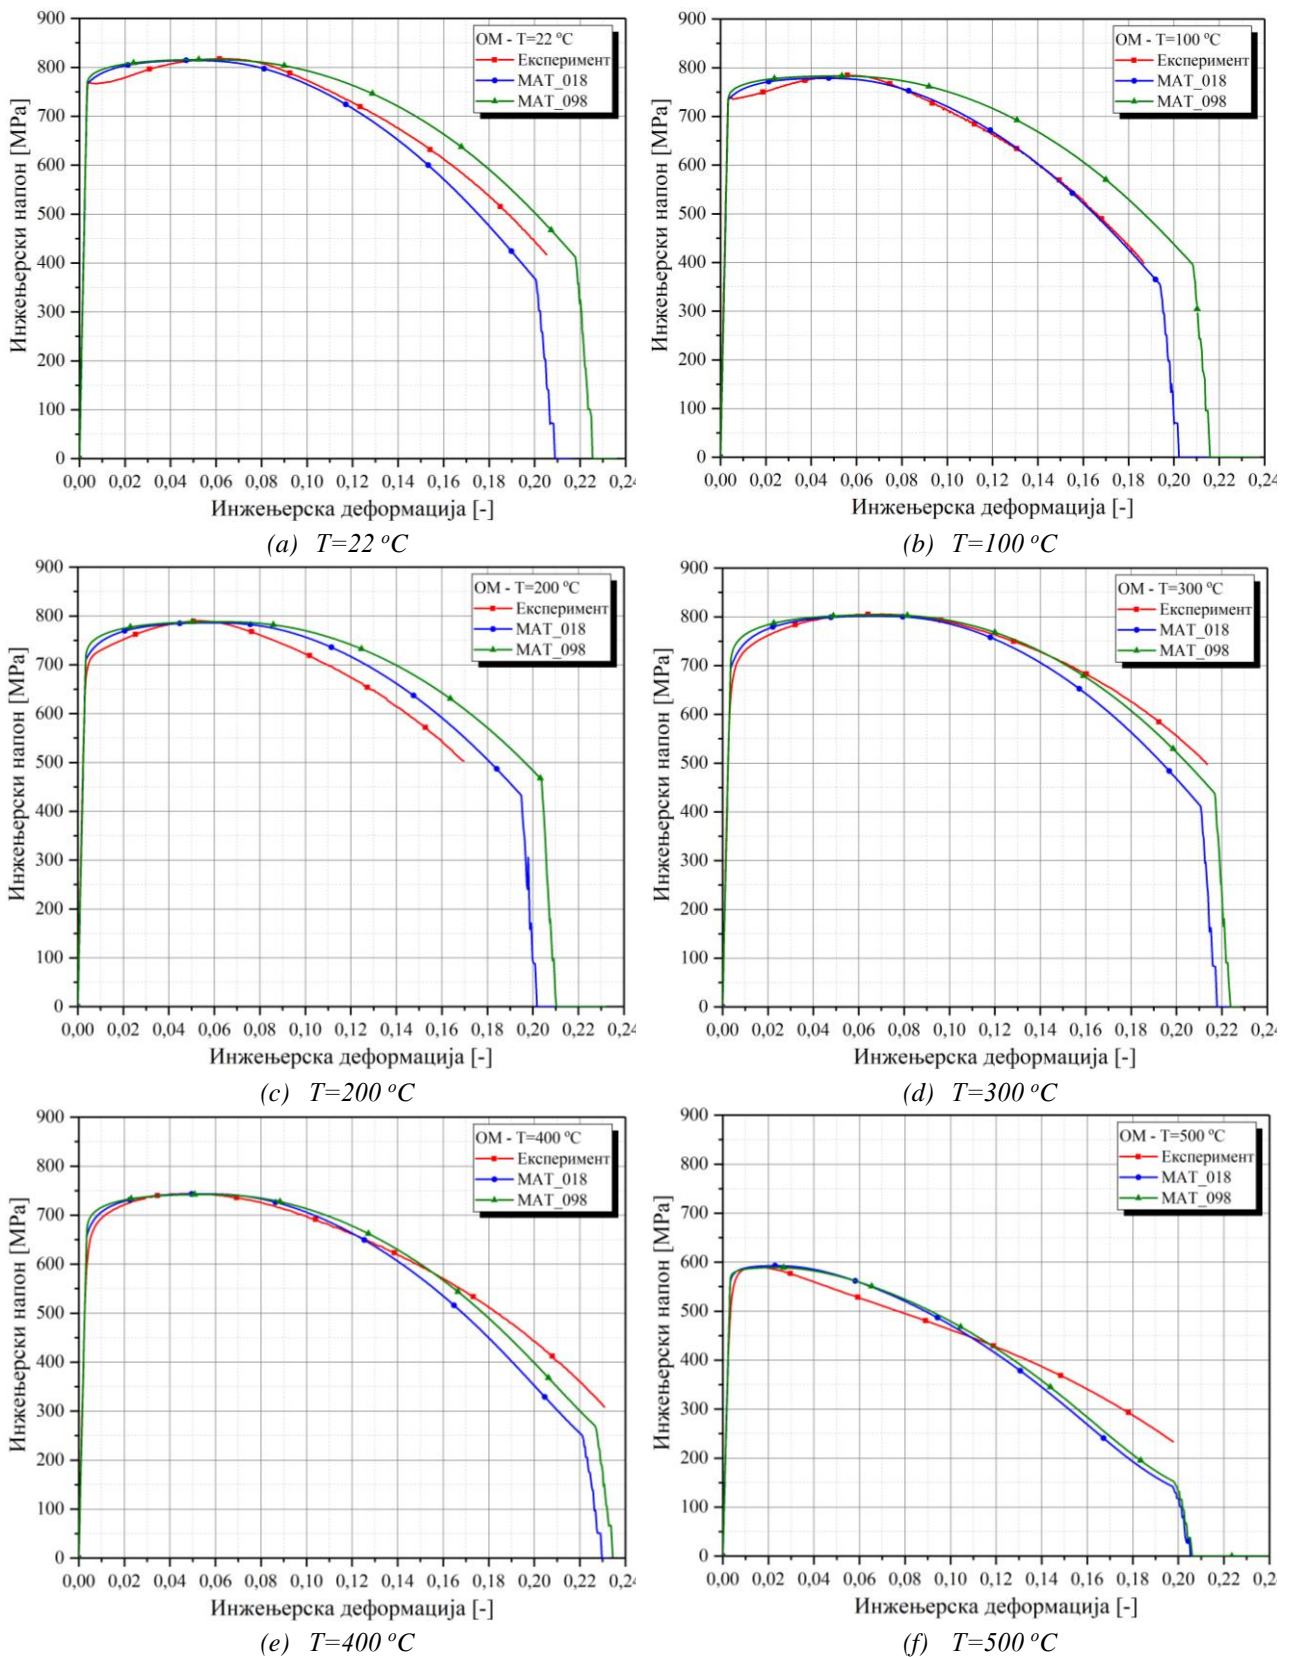 OM - T=22 °C
Експеримент
MAT_018
MAT_098
900
800
700
600
500
400
300
200
100
0
Инжењерски напон [MPa]
0,00 0,02 0,04 0,06 0,08 0,10 0,12 0,14 0,16 0,18 0,20 0,22 0,24
Инжењерска деформација [-]
(a) T=22 °C
OM - T=100 °C
Експеримент
MAT_018
MAT_098
900
800
700
600
500
400
300
200
100
0
Инжењерски напон [MPa]
0,00 0,02 0,04 0,06 0,08 0,10 0,12 0,14 0,16 0,18 0,20 0,22 0,24
Инжењерска деформација [-]
(b) T=100 °C
OM - T=200 °C
Експеримент
MAT_018
MAT_098
900
800
700
600
500
400
300
200
100
0
Инжењерски напон [MPa]
0,00 0,02 0,04 0,06 0,08 0,10 0,12 0,14 0,16 0,18 0,20 0,22 0,24
Инжењерска деформација [-]
(c) T=200 °C
OM - T=300 °C
Експеримент
MAT_018
MAT_098
900
800
700
600
500
400
300
200
100
0
Инжењерски напон [MPa]
0,00 0,02 0,04 0,06 0,08 0,10 0,12 0,14 0,16 0,18 0,20 0,22 0,24
Инжењерска деформација [-]
(d) T=300 °C
OM - T=400 °C
Експеримент
MAT_018
MAT_098
900
800
700
600
500
400
300
200
100
0
Инжењерски напон [MPa]
0,00 0,02 0,04 0,06 0,08 0,10 0,12 0,14 0,16 0,18 0,20 0,22 0,24
Инжењерска деформација [-]
(e) T=400 °C
OM - T=500 °C
Експеримент
MAT_018
MAT_098
900
800
700
600
500
400
300
200
100
0
Инжењерски напон [MPa]
0,00 0,02 0,04 0,06 0,08 0,10 0,12 0,14 0,16 0,18 0,20 0,22 0,24
Инжењерска деформација [-]
(f) T=500 °C